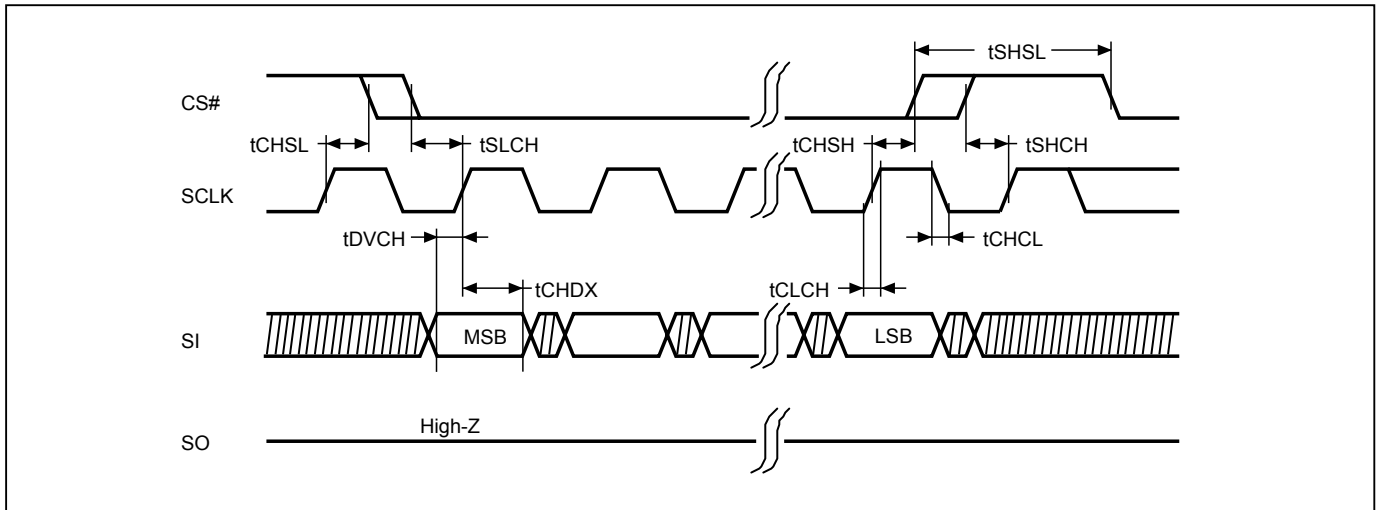 tSHSL
CS#
tCHSL
tSLCH
tCHSH
tSHCH
SCLK
tDVCH
tCHCL
tCHDX
tCLCH
SI
MSB
LSB
High-Z
SO